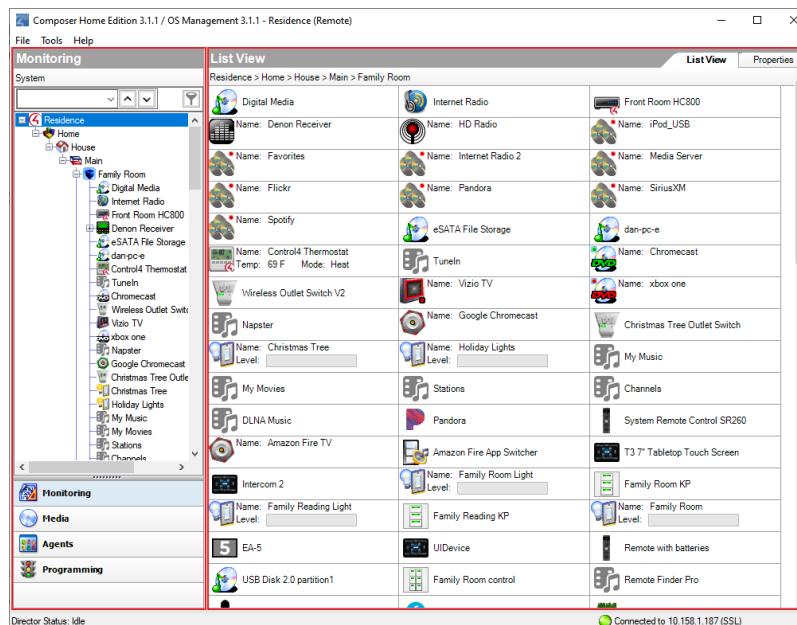 Composer Home Edition 3.1.1 / OS Management 3.1.1 - Residence (Remote)
File Tools Help
Monitoring
System
Residence
Home
House
Main
Family Room
Digital Media
Internet Radio
Front Room HC800
Denon Receiver
eSATA File Storage
dan-pc-e
Control4 Thermostat
TuneIn
Chromecast
Wireless Outlet Switc
Vizio TV
xbox one
Napster
Google Chromecast
Christmas Tree Outle
Christmas Tree
Holiday Lights
My Music
My Movies
Stations
Channels
Monitoring
Media
Agents
Programming
List View
List View Properties
Residence > Home > House > Main > Family Room
Digital Media Internet Radio Front Room HC800
Name: Denon Receiver Name: HD Radio Name: iPod_USB
Name: Favorites Name: Internet Radio 2 Name: Media Server
Name: Flickr Name: Pandora Name: SiriusXM
Name: Spotify eSATA File Storage dan-pc-e
Name: Control4 Thermostat TuneIn Name: Chromecast
Temp: 69 F Mode: Heat
Wireless Outlet Switch V2 Name: Vizio TV Name: xbox one
Napster Name: Google Chromecast Christmas Tree Outlet Switch
Name: Christmas Tree Name: Holiday Lights My Music
Level: Level:
My Movies Stations Channels
DLNA Music Pandora System Remote Control SR260
Name: Amazon Fire TV Amazon Fire App Switcher T3 7" Tabletop Touch Screen
Intercom 2 Name: Family Room Light Family Room KP
Level:
Name: Family Reading Light Family Reading KP Name: Family Room
Level: Level:
5 EA-5 UIDevice Remote with batteries
USB Disk 2.0 partition1 Family Room control Remote Finder Pro
Director Status: Idle Connected to 10.158.1.187 (SSL)